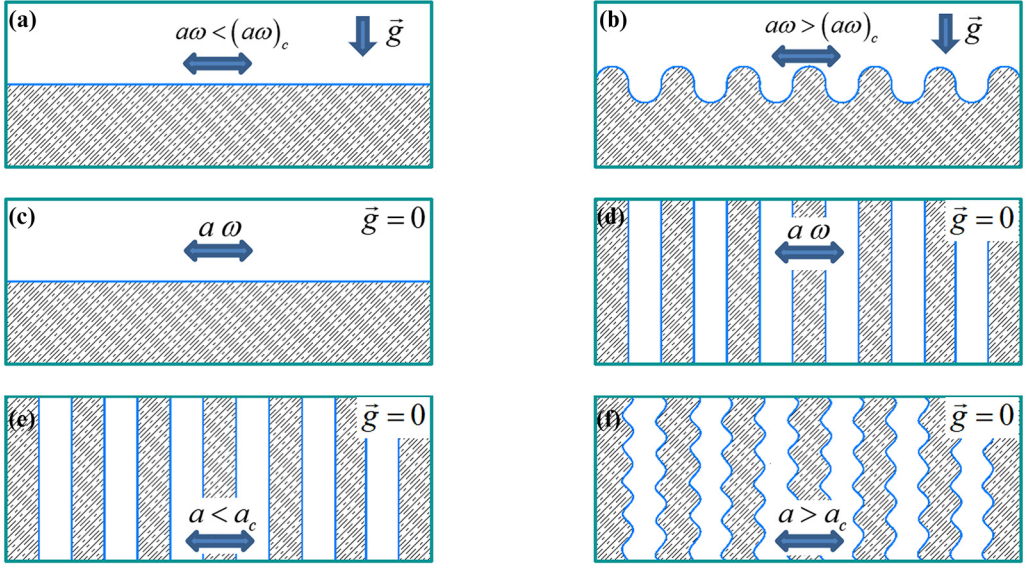 (a)
aω < (aω)c
g⃗
(b)
aω > (aω)c
g⃗
(c)
a ω
g⃗ = 0
(d)
a ω
g⃗ = 0
(e)
g⃗ = 0
a < ac
(f)
g⃗ = 0
a > ac